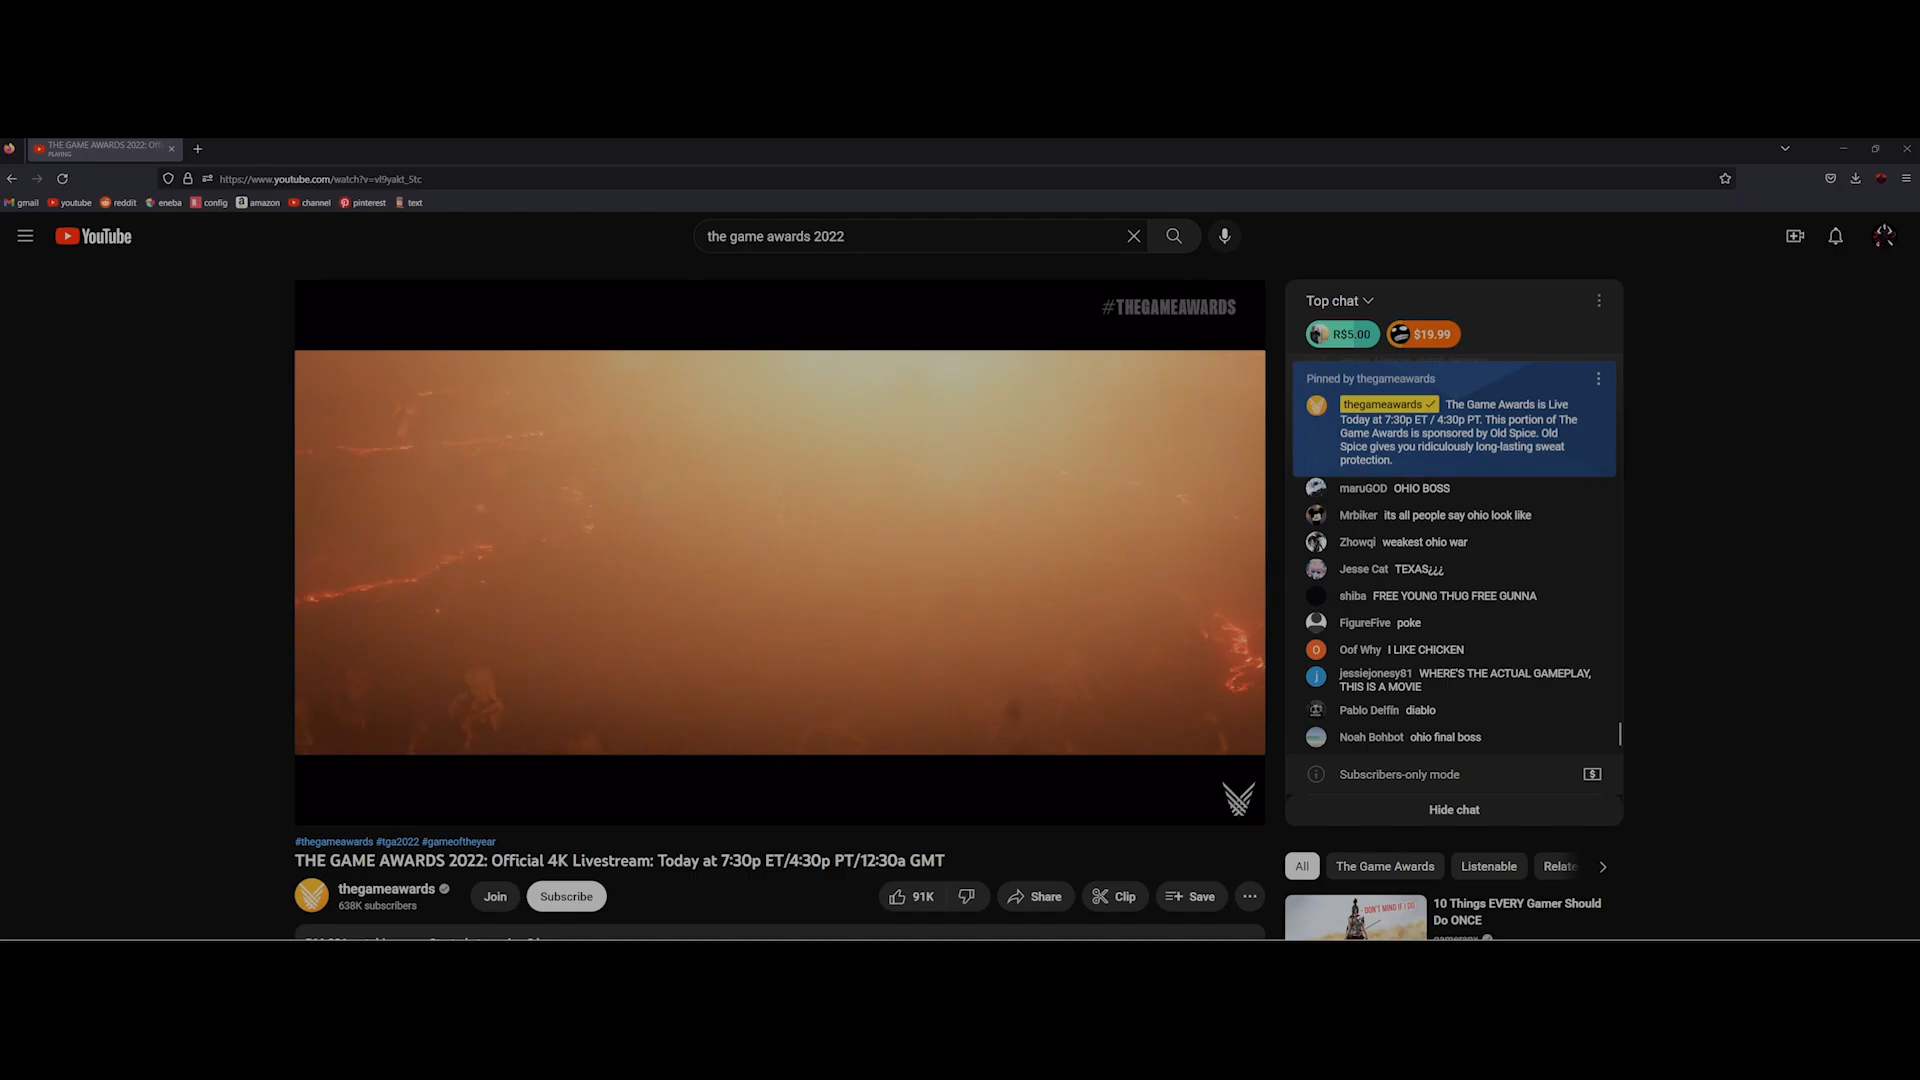 THE GAME AWARDS 2022: Offi
PLAYING
https://www.youtube.com/watch?v=vl9yakt_5tc
gmail youtube reddit eneba config amazon channel pinterest text
YouTube
the game awards 2022
#THEGAMEAWARDS
Top chat
R$5.00 $19.99
Pinned by thegameawards
thegameawards The Game Awards is Live
Today at 7:30p ET / 4:30p PT. This portion of The
Game Awards is sponsored by Old Spice. Old
Spice gives you ridiculously long-lasting sweat
protection.
maruGOD OHIO BOSS
Mrbiker its all people say ohio look like
Zhowqi weakest ohio war
Jesse Cat TEXAS¿¿¿
shiba FREE YOUNG THUG FREE GUNNA
FigureFive poke
O Oof Why I LIKE CHICKEN
j jessiejonesy81 WHERE'S THE ACTUAL GAMEPLAY,
THIS IS A MOVIE
Pablo Delfín diablo
Noah Bohbot ohio final boss
Subscribers-only mode
Hide chat
#thegameawards #tga2022 #gameoftheyear
THE GAME AWARDS 2022: Official 4K Livestream: Today at 7:30p ET/4:30p PT/12:30a GMT
thegameawards
638K subscribers
Join Subscribe 91K Share Clip Save
All The Game Awards Listenable Relate
DON'T MIND IF I DO
10 Things EVERY Gamer Should
Do ONCE
gameranx